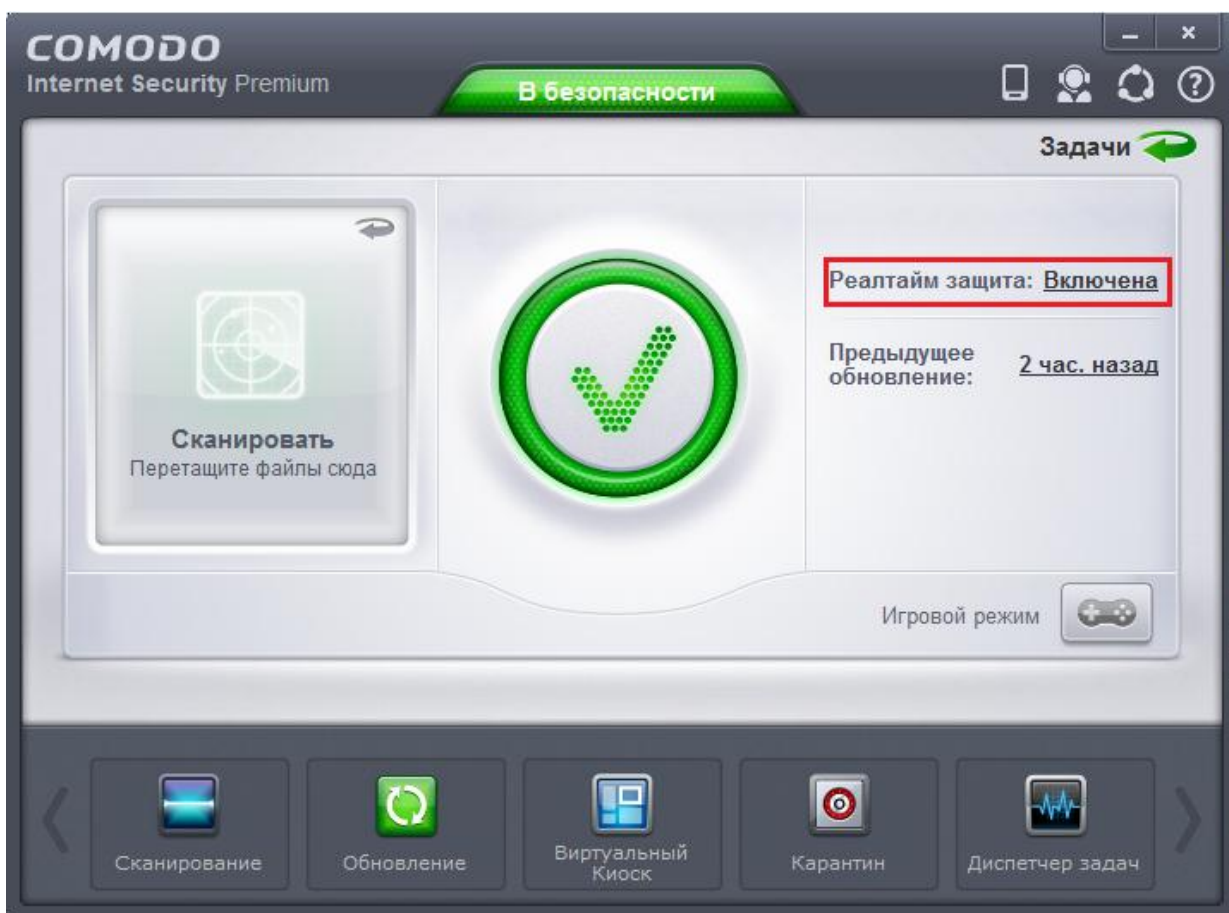 COMODO
Internet Security Premium
В безопасности
Задачи
Сканировать
Перетащите файлы сюда
Реалтайм защита: Включена
Предыдущее
обновление: 2 час. назад
Игровой режим
Сканирование
Обновление
Виртуальный
Киоск
Карантин
Диспетчер задач